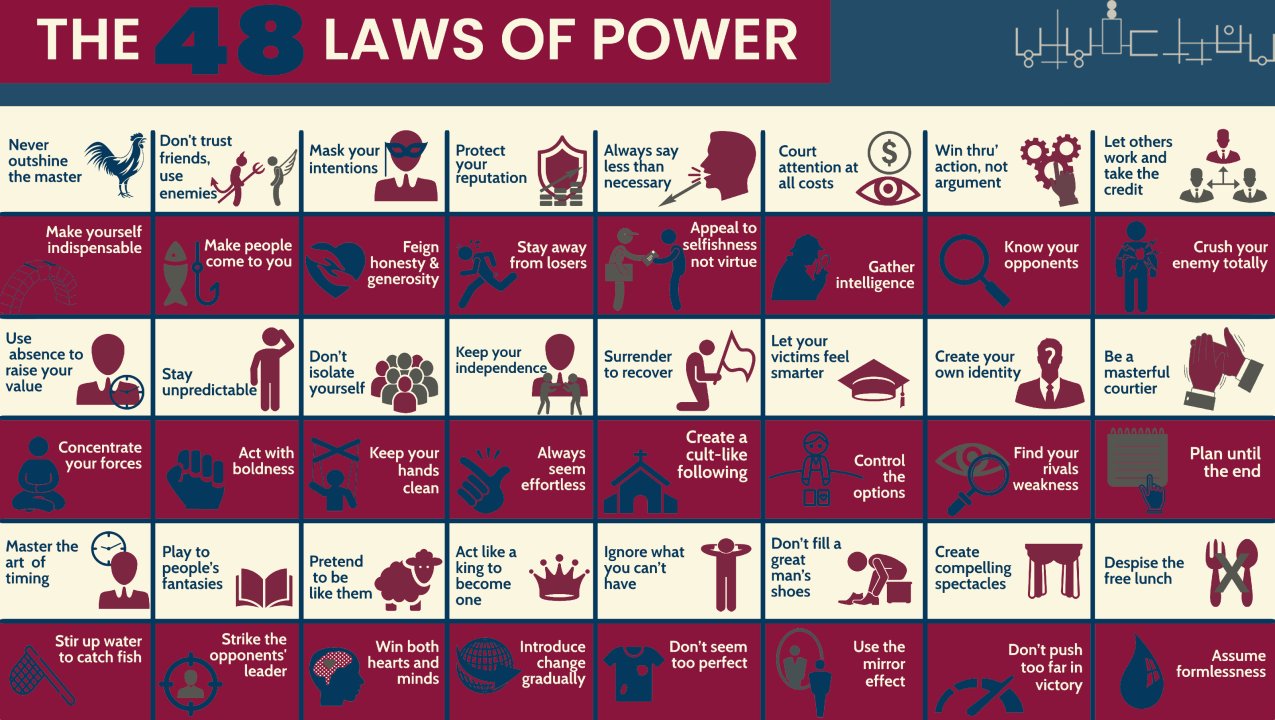 THE 48 LAWS OF POWER
Never
outshine
the master
Don't trust
friends,
use
enemies
Mask your
intentions
Protect
your
reputation
Always say
less than
necessary
Court
attention at
all costs
Win thru'
action, not
argument
Let others
work and
take the
credit
Make yourself
indispensable
Make people
come to you
Feign
honesty &
generosity
Stay away
from losers
Appeal to
selfishness
not virtue
Gather
intelligence
Know your
opponents
Crush your
enemy totally
Use
absence to
raise your
value
Stay
unpredictable
Don't
isolate
yourself
Keep your
independence
Surrender
to recover
Let your
victims feel
smarter
Create your
own identity
Be a
masterful
courtier
Concentrate
your forces
Act with
boldness
Keep your
hands
clean
Always
seem
effortless
Create a
cult-like
following
Control
the
options
Find your
rivals
weakness
Plan until
the end
Master the
art of
timing
Play to
people's
fantasies
Pretend
to be
like them
Act like a
king to
become
one
Ignore what
you can't
have
Don't fill a
great
man's
shoes
Create
compelling
spectacles
Despise the
free lunch
Stir up water
to catch fish
Strike the
opponents'
leader
Win both
hearts and
minds
Introduce
change
gradually
Don't seem
too perfect
Use the
mirror
effect
Don't push
too far in
victory
Assume
formlessness